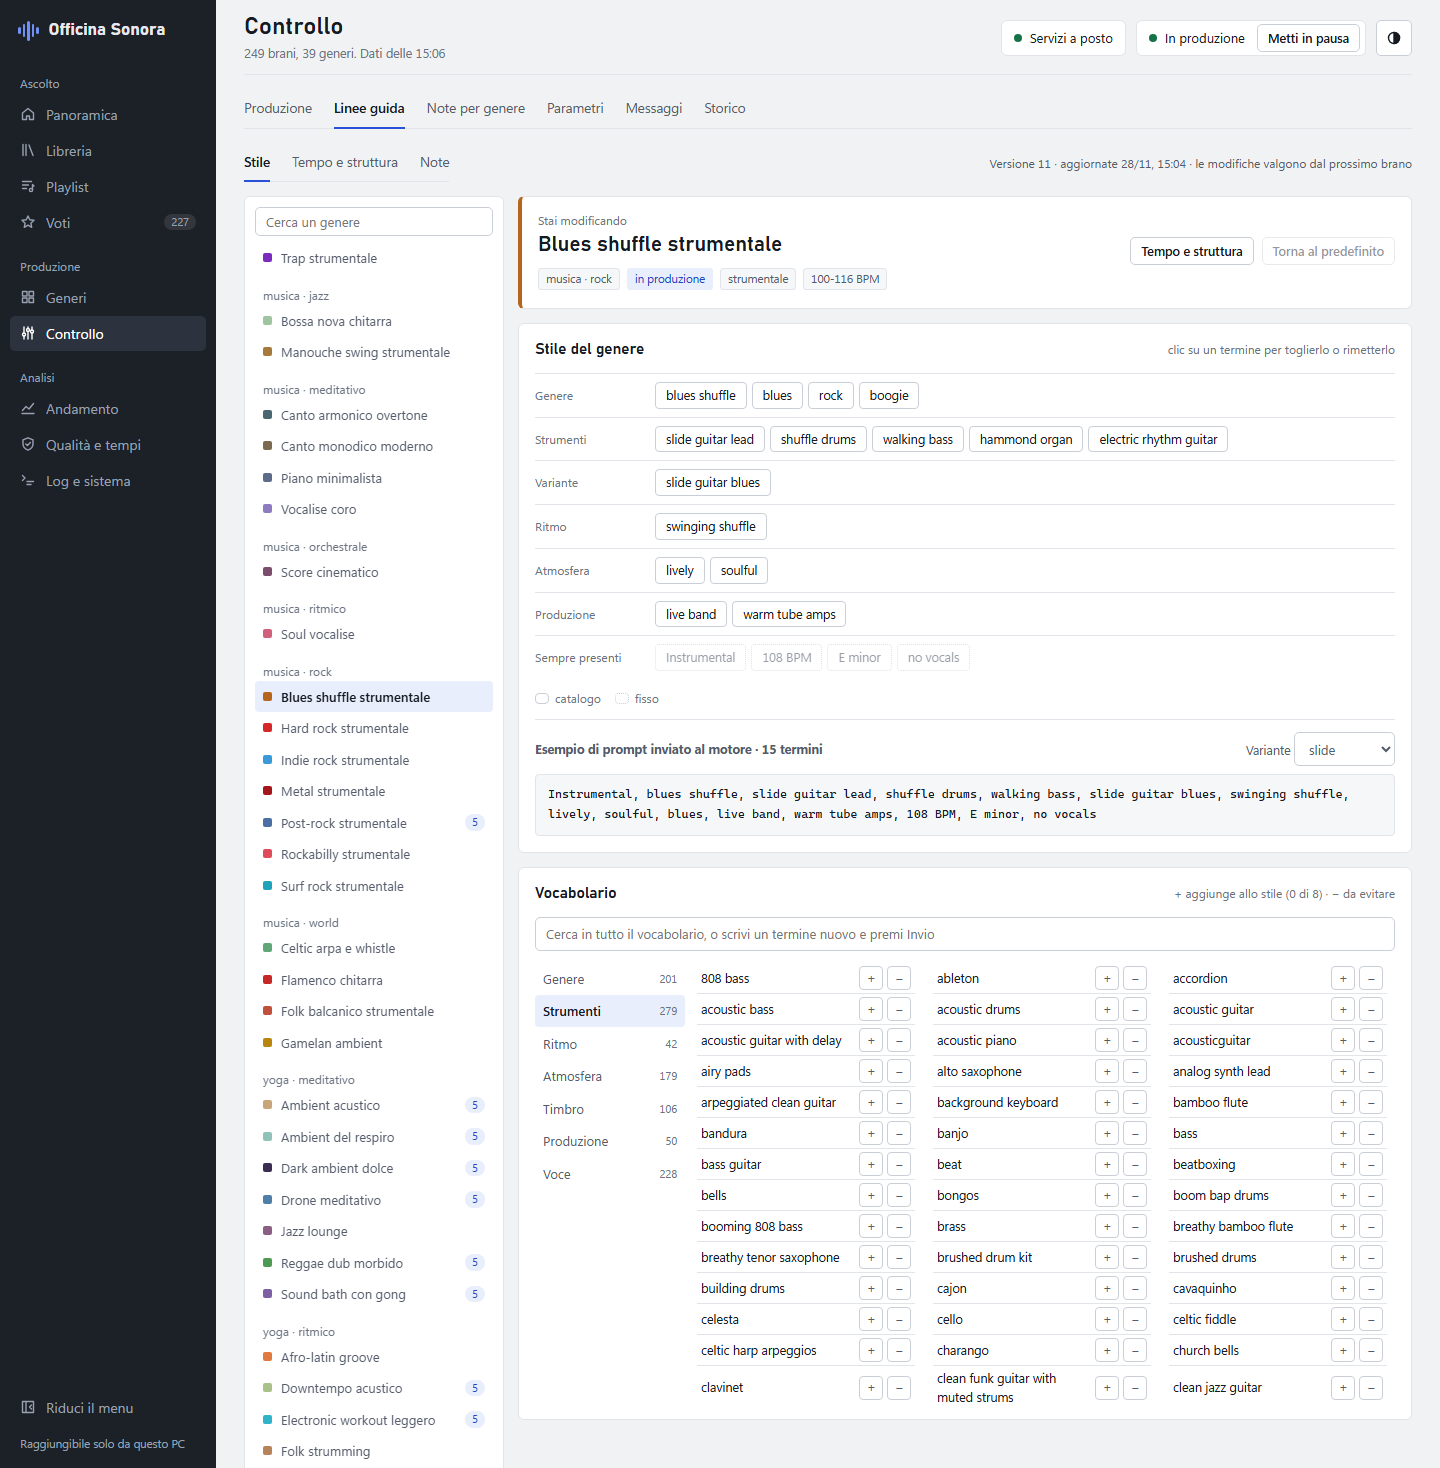 Officina Sonora
Ascolto
Panoramica
Libreria
Playlist
Voti 227
Produzione
Generi
Controllo
Analisi
Andamento
Qualità e tempi
Log e sistema
Riduci il menu
Raggiungibile solo da questo PC
Controllo
249 brani, 39 generi. Dati delle 15:06
Servizi a posto
In produzione Metti in pausa
Produzione Linee guida Note per genere Parametri Messaggi Storico
Stile Tempo e struttura Note
Versione 11 · aggiornate 28/11, 15:04 · le modifiche valgono dal prossimo brano
Cerca un genere
Trap strumentale
musica · jazz
Bossa nova chitarra
Manouche swing strumentale
musica · meditativo
Canto armonico overtone
Canto monodico moderno
Piano minimalista
Vocalise coro
musica · orchestrale
Score cinematico
musica · ritmico
Soul vocalise
musica · rock
Blues shuffle strumentale
Hard rock strumentale
Indie rock strumentale
Metal strumentale
Post-rock strumentale 5
Rockabilly strumentale
Surf rock strumentale
musica · world
Celtic arpa e whistle
Flamenco chitarra
Folk balcanico strumentale
Gamelan ambient
yoga · meditativo
Ambient acustico 5
Ambient del respiro 5
Dark ambient dolce 5
Drone meditativo 5
Jazz lounge
Reggae dub morbido 5
Sound bath con gong 5
yoga · ritmico
Afro-latin groove
Downtempo acustico 5
Electronic workout leggero 5
Folk strumming
Stai modificando
Blues shuffle strumentale
musica · rock in produzione strumentale 100-116 BPM
Tempo e struttura Torna al predefinito
Stile del genere
clic su un termine per toglierlo o rimetterlo
Genere blues shuffle blues rock boogie
Strumenti slide guitar lead shuffle drums walking bass hammond organ electric rhythm guitar
Variante slide guitar blues
Ritmo swinging shuffle
Atmosfera lively soulful
Produzione live band warm tube amps
Sempre presenti Instrumental 108 BPM E minor no vocals
catalogo fisso
Esempio di prompt inviato al motore · 15 termini
Variante slide
Instrumental, blues shuffle, slide guitar lead, shuffle drums, walking bass, slide guitar blues, swinging shuffle,
lively, soulful, blues, live band, warm tube amps, 108 BPM, E minor, no vocals
Vocabolario
+ aggiunge allo stile (0 di 8) · − da evitare
Cerca in tutto il vocabolario, o scrivi un termine nuovo e premi Invio
Genere 201
Strumenti 279
Ritmo 42
Atmosfera 179
Timbro 106
Produzione 50
Voce 228
808 bass + − ableton + − accordion + −
acoustic bass + − acoustic drums + − acoustic guitar + −
acoustic guitar with delay + − acoustic piano + − acousticguitar + −
airy pads + − alto saxophone + − analog synth lead + −
arpeggiated clean guitar + − background keyboard + − bamboo flute + −
bandura + − banjo + − bass + −
bass guitar + − beat + − beatboxing + −
bells + − bongos + − boom bap drums + −
booming 808 bass + − brass + − breathy bamboo flute + −
breathy tenor saxophone + − brushed drum kit + − brushed drums + −
building drums + − cajon + − cavaquinho + −
celesta + − cello + − celtic fiddle + −
celtic harp arpeggios + − charango + − church bells + −
clavinet + − clean funk guitar with muted strums + − clean jazz guitar + −